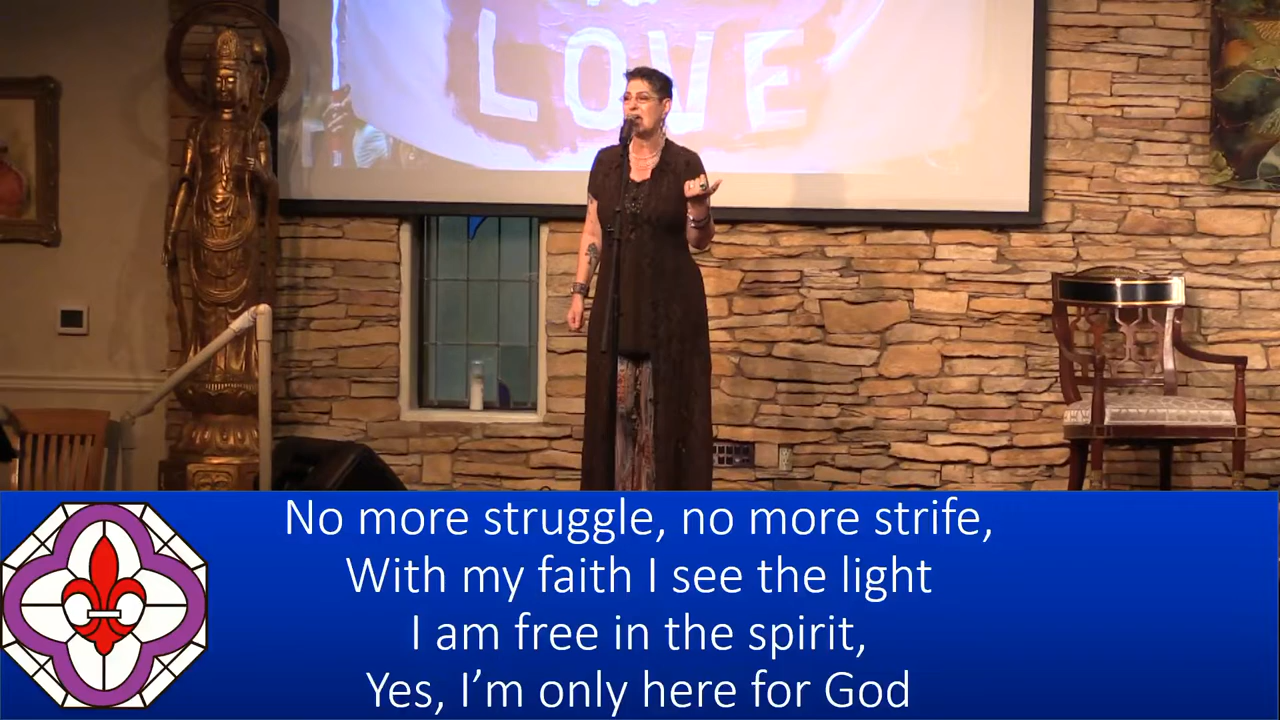 LOVE
No more struggle, no more strife,
With my faith I see the light
I am free in the spirit,
Yes, I'm only here for God